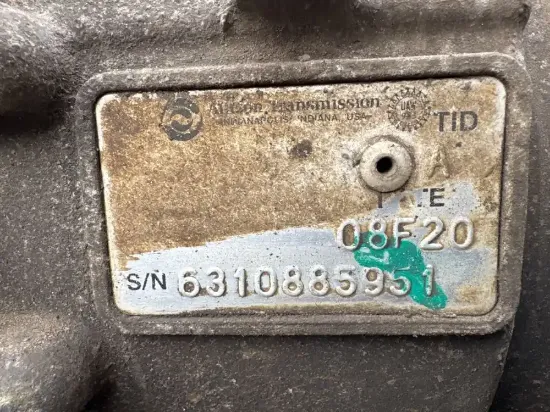 Allison Transmission
INDIANAPOLIS, INDIANA, USA
TID
A
DATE
08F20
S/N 6310885951